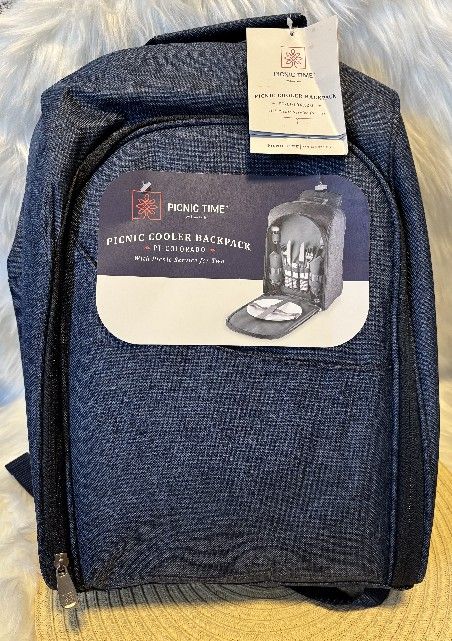 PICNIC TIME
PICNIC COOLER BACKPACK
PICNIC TIME
PICNIC COOLER BACKPACK
PT COLORADO
With Picnic Service for Two